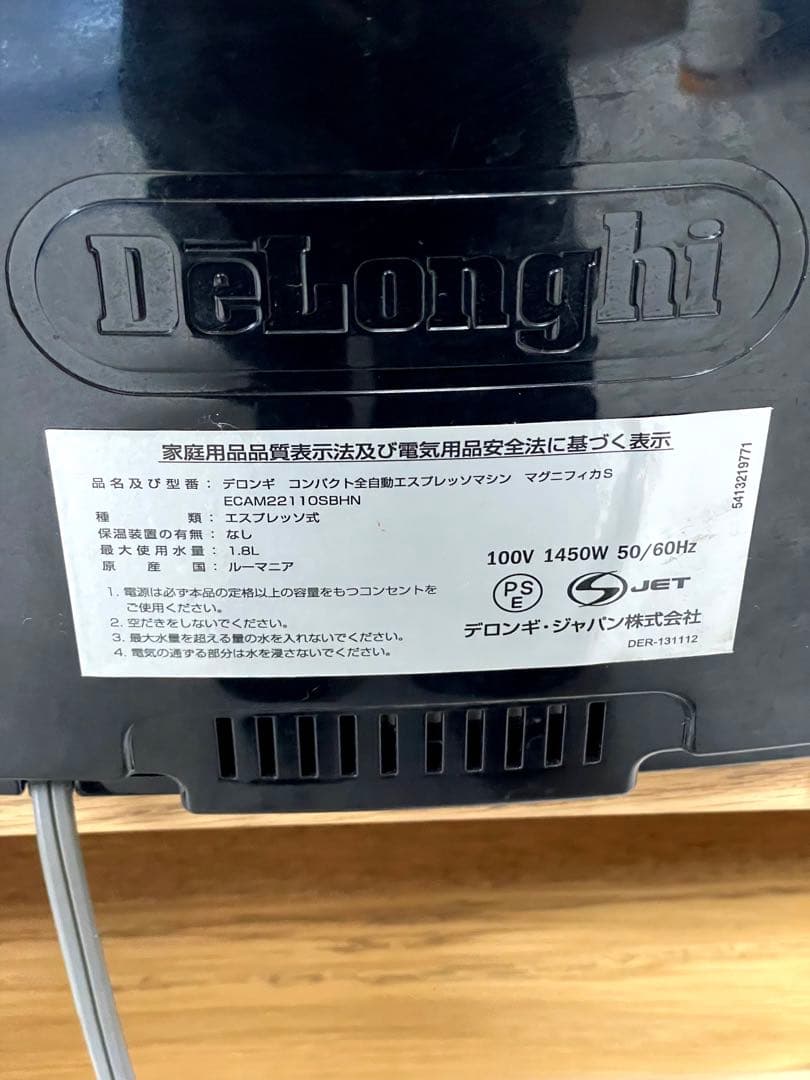 DeLonghi
家庭用品品質表示法及び電気用品安全法に基づく表示
品名及び型番：デロンギ コンパクト全自動エスプレッソマシン マグニフィカS
ECAM22110SBHN
種類：エスプレッソ式
保温装置の有無：なし
最大使用水量：1.8L
原産国：ルーマニア
1. 電源は必ず本品の定格以上の容量をもつコンセントを
ご使用ください。
2. 空だきをしないでください。
3. 最大水量を超える量の水を入れないでください。
4. 電気の通ずる部分は水を浸さないでください。
100V 1450W 50/60Hz
PS
E
JET
デロンギ・ジャパン株式会社
DER-131112
5413219771